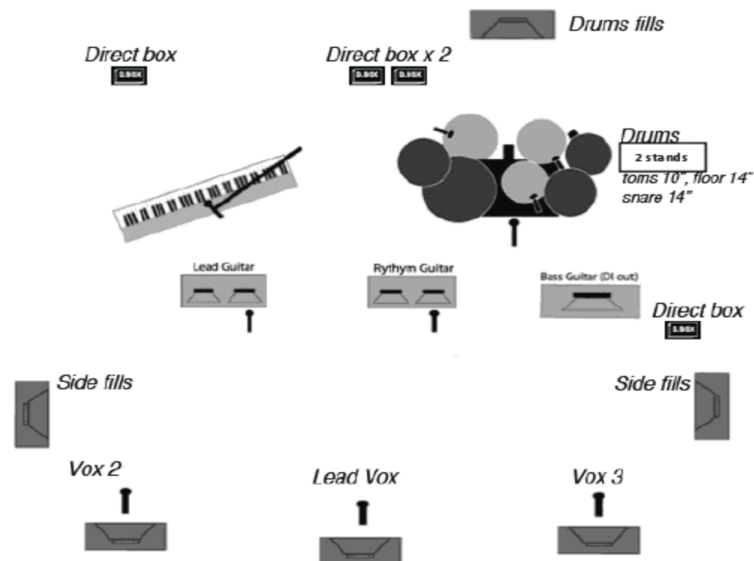 Drums fills
Direct box
Direct box x 2
D.BOX
D.BOX
D.BOX
Drums
2 stands
toms 10", floor 14"
snare 14"
Lead Guitar
Rythym Guitar
Bass Guitar (DI out)
Direct box
D.BOX
Side fills
Side fills
Vox 2
Lead Vox
Vox 3